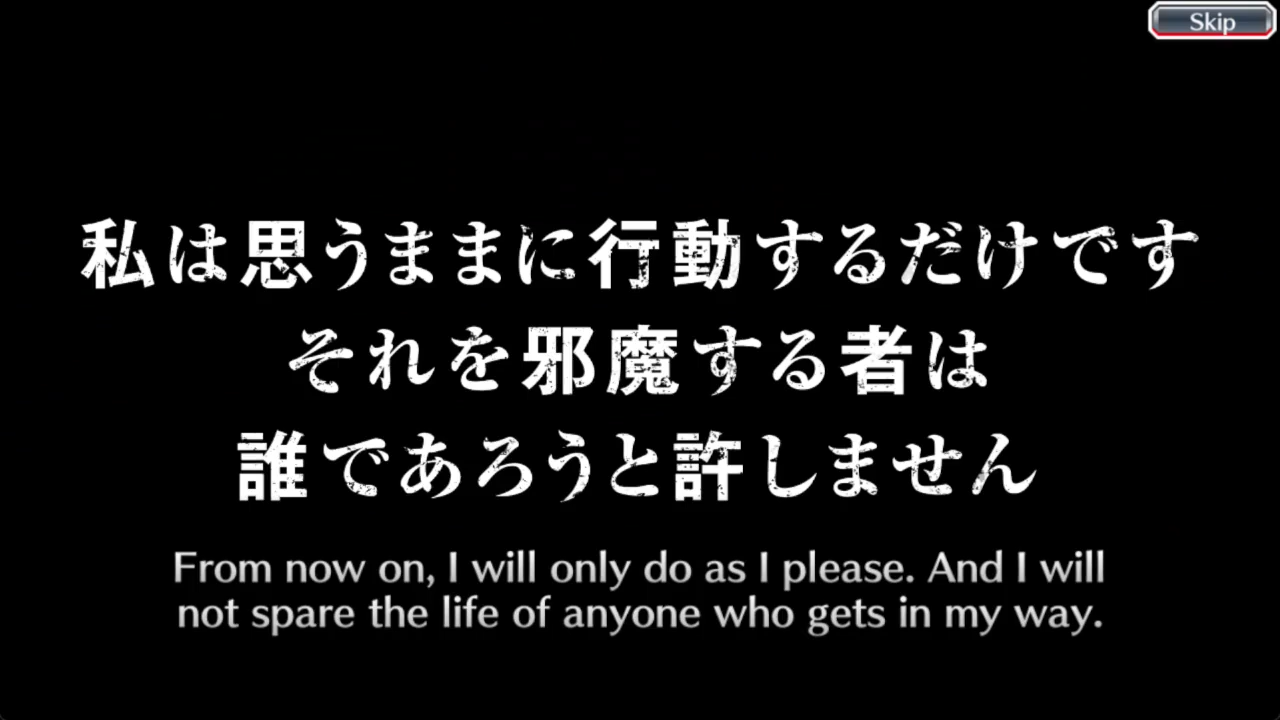 Skip
私は思うままに行動するだけです
それを邪魔する者は
誰であろうと許しません
From now on, I will only do as I please. And I will
not spare the life of anyone who gets in my way.